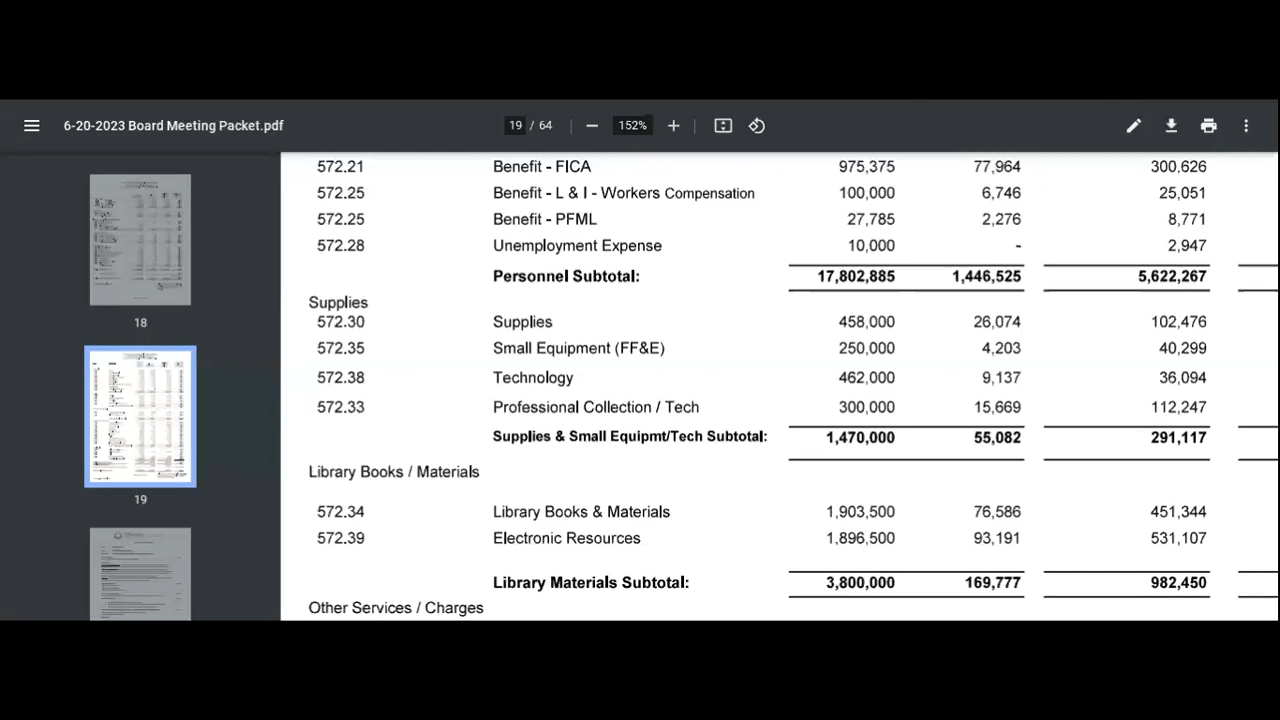 6-20-2023 Board Meeting Packet.pdf 19 / 64 152%
572.21 Benefit - FICA 975,375 77,964 300,626
572.25 Benefit - L & I - Workers Compensation 100,000 6,746 25,051
572.25 Benefit - PFML 27,785 2,276 8,771
572.28 Unemployment Expense 10,000 - 2,947
Personnel Subtotal: 17,802,885 1,446,525 5,622,267
Supplies
572.30 Supplies 458,000 26,074 102,476
572.35 Small Equipment (FF&E) 250,000 4,203 40,299
572.38 Technology 462,000 9,137 36,094
572.33 Professional Collection / Tech 300,000 15,669 112,247
Supplies & Small Equipmt/Tech Subtotal: 1,470,000 55,082 291,117
Library Books / Materials
572.34 Library Books & Materials 1,903,500 76,586 451,344
572.39 Electronic Resources 1,896,500 93,191 531,107
Library Materials Subtotal: 3,800,000 169,777 982,450
Other Services / Charges
18
19